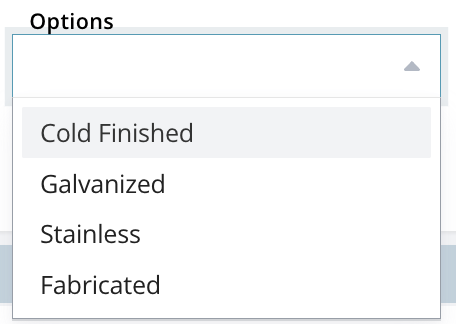 Options
Cold Finished
Galvanized
Stainless
Fabricated